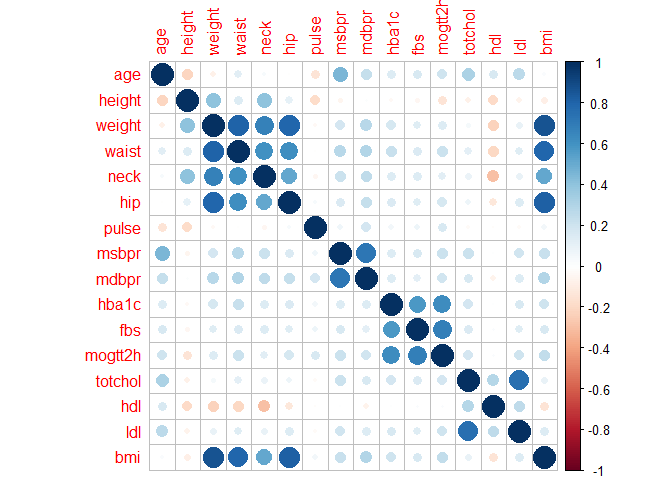 age height weight waist neck hip pulse msbpr mdbpr hba1c fbs mogtt2h totchol hdl ldl bmi
age
height
weight
waist
neck
hip
pulse
msbpr
mdbpr
hba1c
fbs
mogtt2h
totchol
hdl
ldl
bmi
1
0.8
0.6
0.4
0.2
0
-0.2
-0.4
-0.6
-0.8
-1